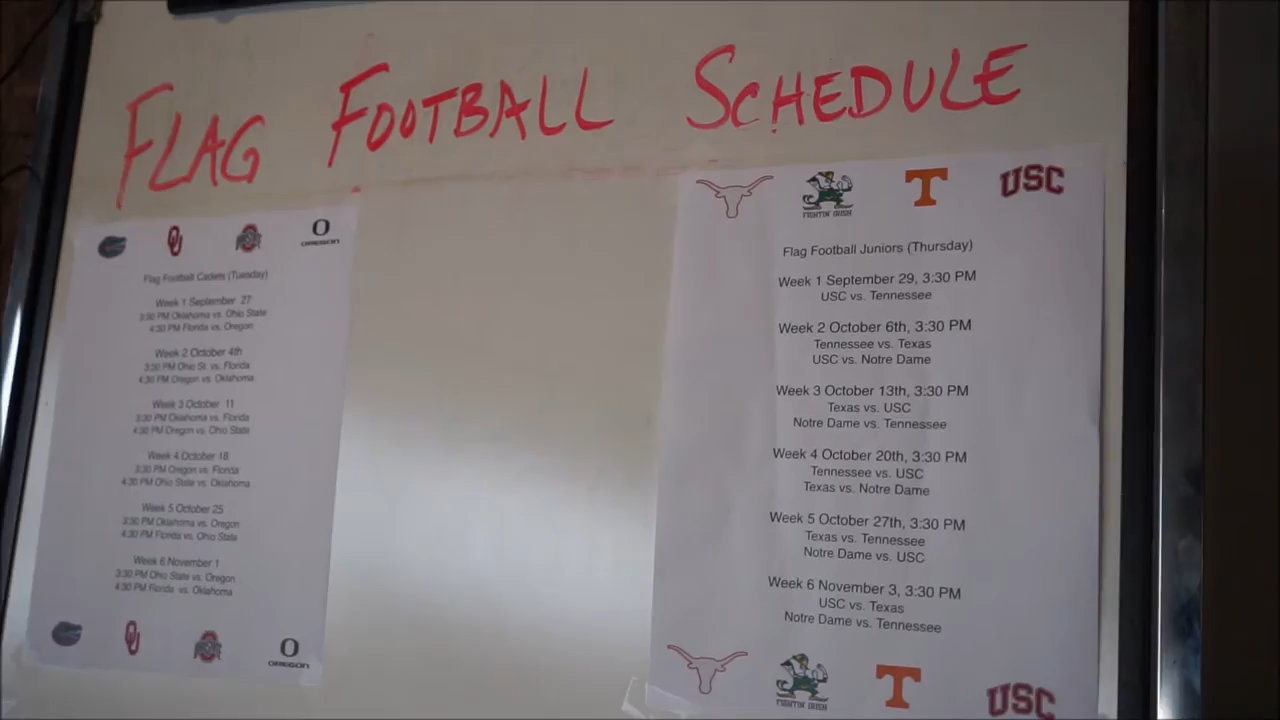 FLAG FOOTBALL SCHEDULE
OREGON
Flag Football Cadets (Tuesday)
Week 1 September 27
3:30 PM Oklahoma vs. Ohio State
4:30 PM Florida vs. Oregon
Week 2 October 4th
3:30 PM Ohio St. vs. Florida
4:30 PM Oregon vs. Oklahoma
Week 3 October 11
3:30 PM Oklahoma vs. Florida
4:30 PM Oregon vs. Ohio State
Week 4 October 18
3:30 PM Oregon vs. Florida
4:30 PM Ohio State vs. Oklahoma
Week 5 October 25
3:30 PM Oklahoma vs. Oregon
4:30 PM Florida vs. Ohio State
Week 6 November 1
3:30 PM Ohio State vs. Oregon
4:30 PM Florida vs. Oklahoma
OREGON
T USC
FIGHTIN' IRISH
Flag Football Juniors (Thursday)
Week 1 September 29, 3:30 PM
USC vs. Tennessee
Week 2 October 6th, 3:30 PM
Tennessee vs. Texas
USC vs. Notre Dame
Week 3 October 13th, 3:30 PM
Texas vs. USC
Notre Dame vs. Tennessee
Week 4 October 20th, 3:30 PM
Tennessee vs. USC
Texas vs. Notre Dame
Week 5 October 27th, 3:30 PM
Texas vs. Tennessee
Notre Dame vs. USC
Week 6 November 3, 3:30 PM
USC vs. Texas
Notre Dame vs. Tennessee
T USC
FIGHTIN' IRISH